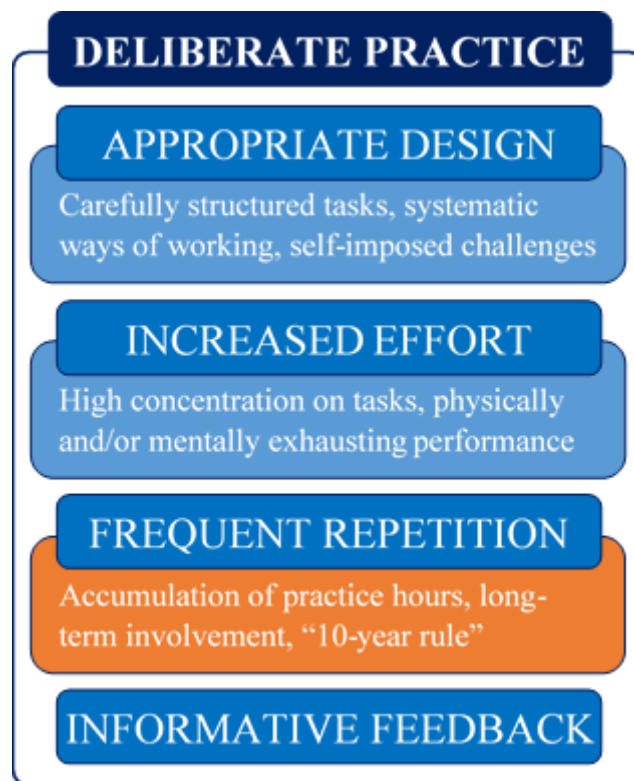 DELIBERATE PRACTICE
APPROPRIATE DESIGN
Carefully structured tasks, systematic
ways of working, self-imposed challenges
INCREASED EFFORT
High concentration on tasks, physically
and/or mentally exhausting performance
FREQUENT REPETITION
Accumulation of practice hours, long-
term involvement, “10-year rule”
INFORMATIVE FEEDBACK